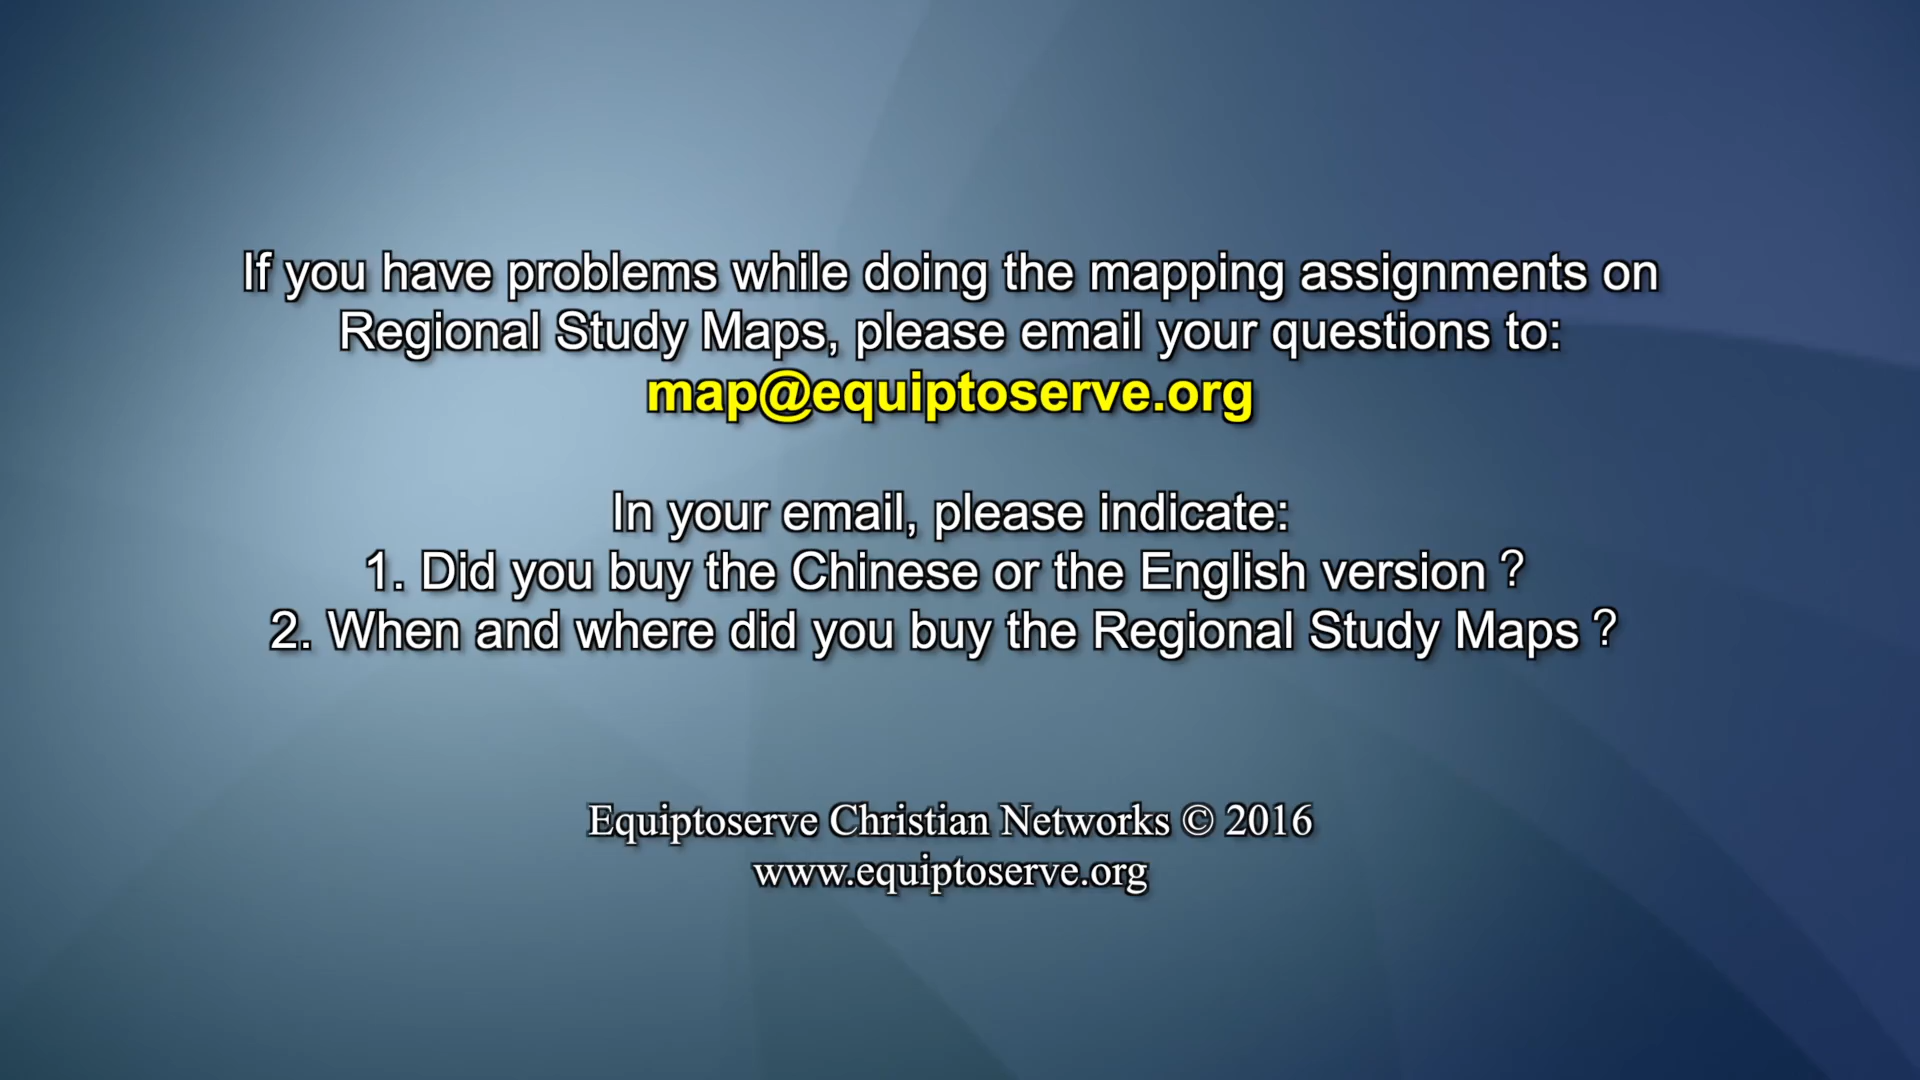 If you have problems while doing the mapping assignments on
Regional Study Maps, please email your questions to:
map@equiptoserve.org
In your email, please indicate:
1. Did you buy the Chinese or the English version？
2. When and where did you buy the Regional Study Maps？
Equiptoserve Christian Networks © 2016
www.equiptoserve.org